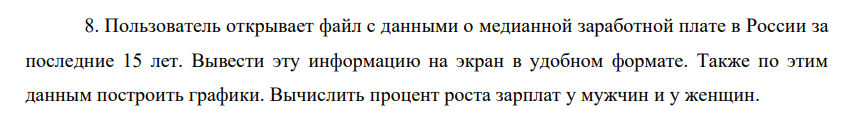 8. Пользователь открывает файл с данными о медианной заработной плате в России за
последние 15 лет. Вывести эту информацию на экран в удобном формате. Также по этим
данным построить графики. Вычислить процент роста зарплат у мужчин и у женщин.